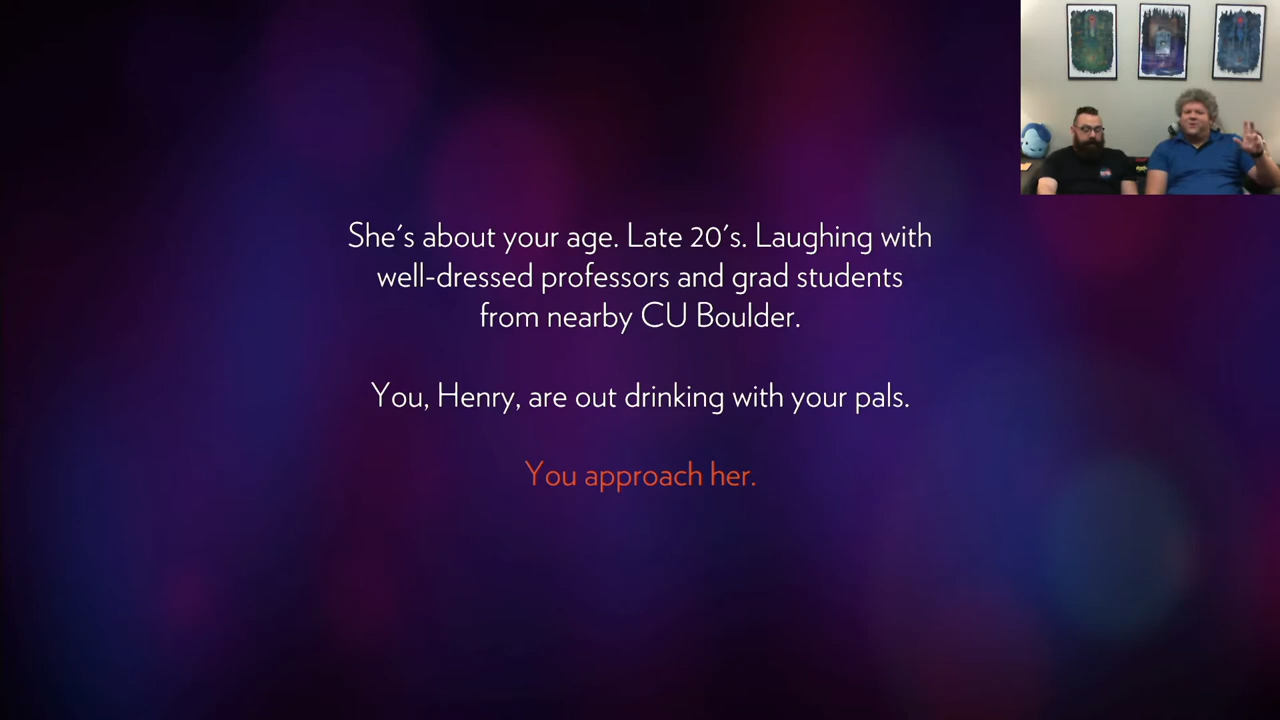 She's about your age. Late 20's. Laughing with
well-dressed professors and grad students
from nearby CU Boulder.
You, Henry, are out drinking with your pals.
You approach her.